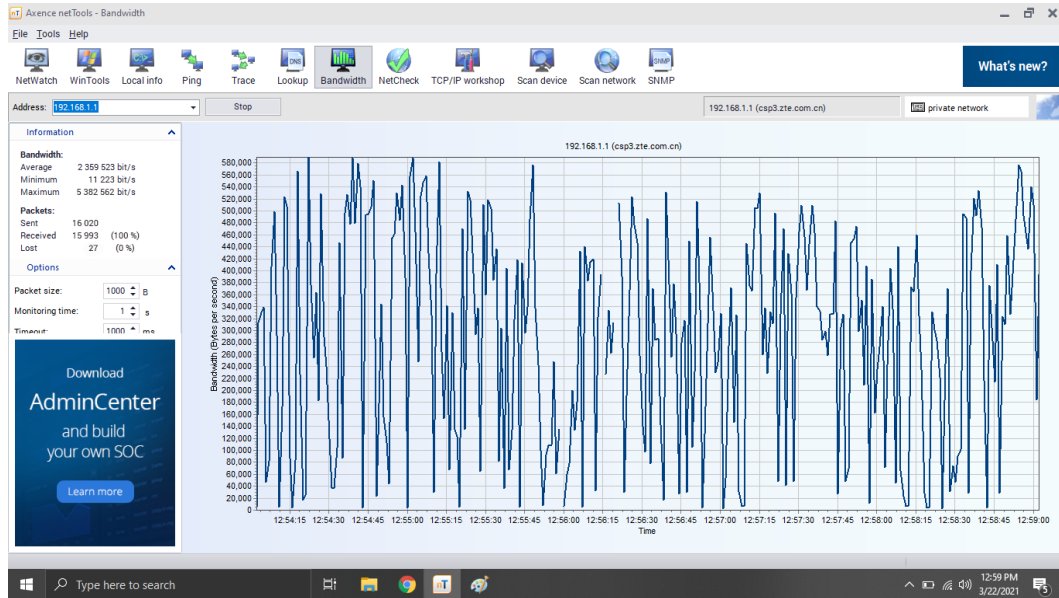 Axence netTools - Bandwidth
File Tools Help
NetWatch WinTools Local info Ping Trace Lookup Bandwidth NetCheck TCP/IP workshop Scan device Scan network SNMP
What's new?
Address: 192.168.1.1 Stop 192.168.1.1 (csp3.zte.com.cn) private network
Information
Bandwidth:
Average 2 359 523 bit/s
Minimum 11 223 bit/s
Maximum 5 382 562 bit/s
Packets:
Sent 16 020
Received 15 993 (100 %)
Lost 27 (0 %)
Options
Packet size: 1000 B
Monitoring time: 1 s
Timeout: 1000 ms
Download
AdminCenter
and build
your own SOC
Learn more
192.168.1.1 (csp3.zte.com.cn)
Bandwidth (Bytes per second)
580,000
560,000
540,000
520,000
500,000
480,000
460,000
440,000
420,000
400,000
380,000
360,000
340,000
320,000
300,000
280,000
260,000
240,000
220,000
200,000
180,000
160,000
140,000
120,000
100,000
80,000
60,000
40,000
20,000
0
12:54:15 12:54:30 12:54:45 12:55:00 12:55:15 12:55:30 12:55:45 12:56:00 12:56:15 12:56:30 12:56:45 12:57:00 12:57:15 12:57:30 12:57:45 12:58:00 12:58:15 12:58:30 12:58:45 12:59:00
Time
Type here to search
12:59 PM
3/22/2021
5